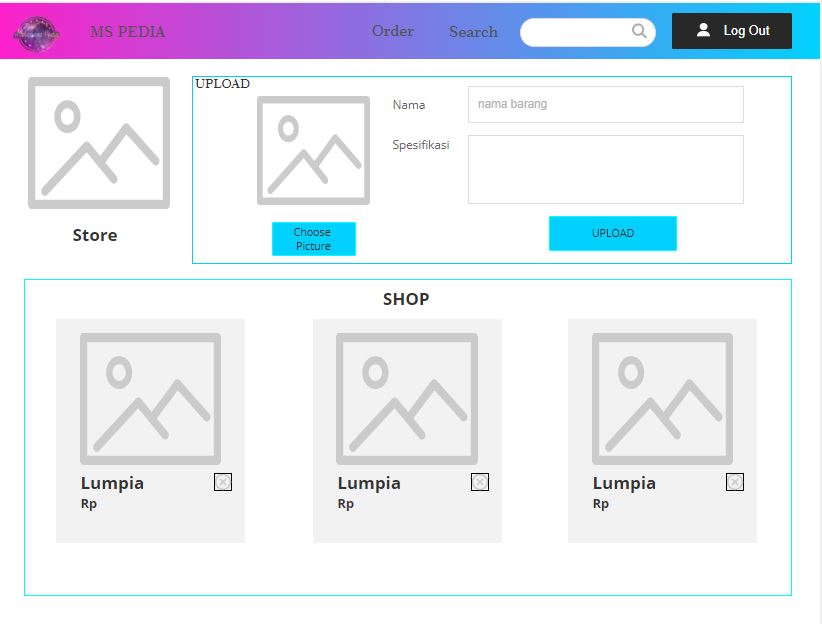 MS PEDIA
Order
Search
Log Out
UPLOAD
Nama
nama barang
Spesifikasi
Choose
Picture
UPLOAD
Store
SHOP
Lumpia
Rp
Lumpia
Rp
Lumpia
Rp